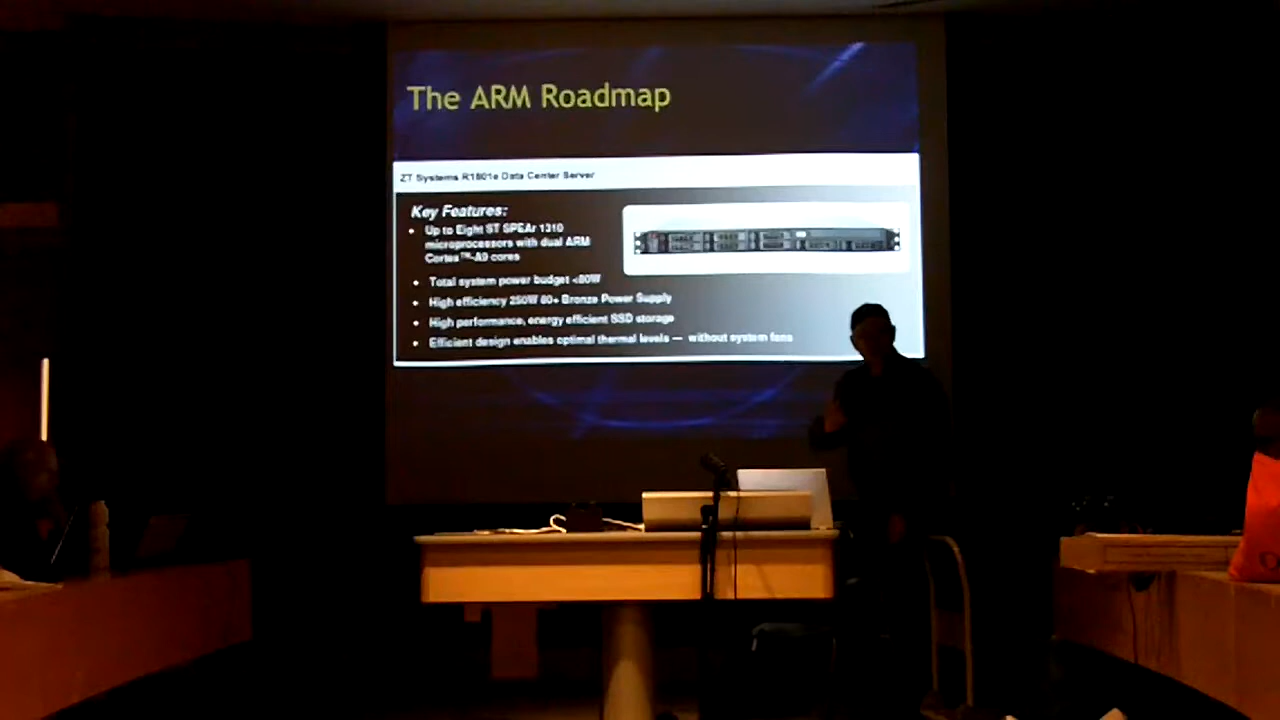 The ARM Roadmap
ZT Systems R1801e Data Center Server
Key Features:
• Up to Eight ST SPEAr 1310
microprocessors with dual ARM
Cortex™-A9 cores
• Total system power budget <80W
• High efficiency 250W 80+ Bronze Power Supply
• High performance, energy efficient SSD storage
• Efficient design enables optimal thermal levels — without system fans